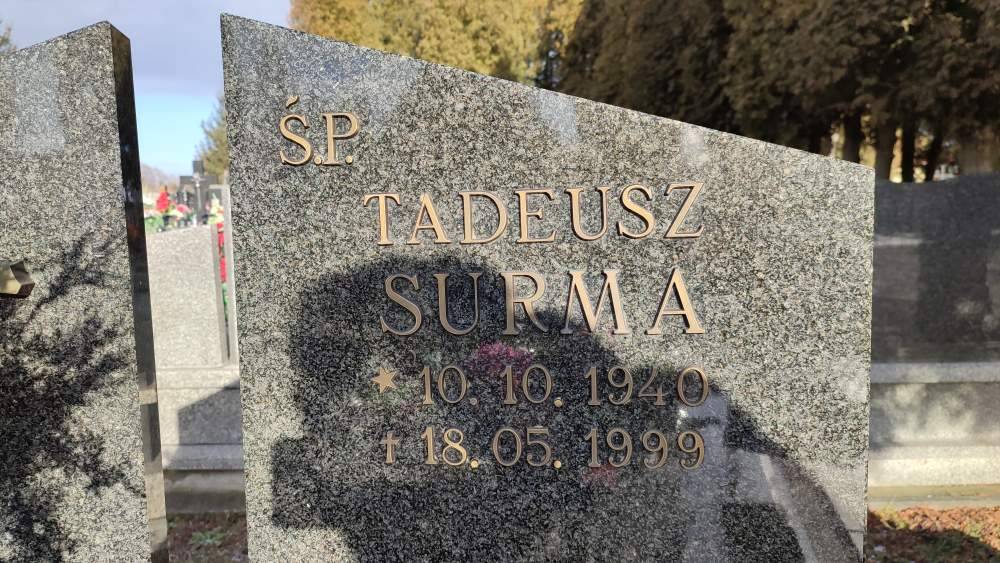 Ś.P.
TADEUSZ
SURMA
★ 10. 10. 1940
✝ 18. 05. 1999